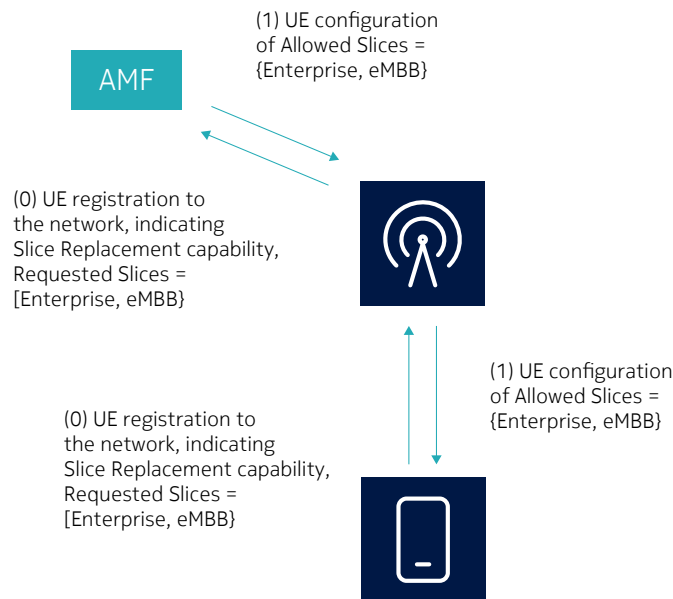 (1) UE configuration
of Allowed Slices =
{Enterprise, eMBB}
AMF
(0) UE registration to
the network, indicating
Slice Replacement capability,
Requested Slices =
[Enterprise, eMBB}
(1) UE configuration
of Allowed Slices =
{Enterprise, eMBB}
(0) UE registration to
the network, indicating
Slice Replacement capability,
Requested Slices =
[Enterprise, eMBB}